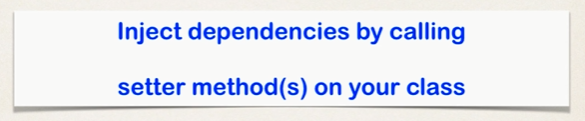 Inject dependencies by calling
setter method(s) on your class